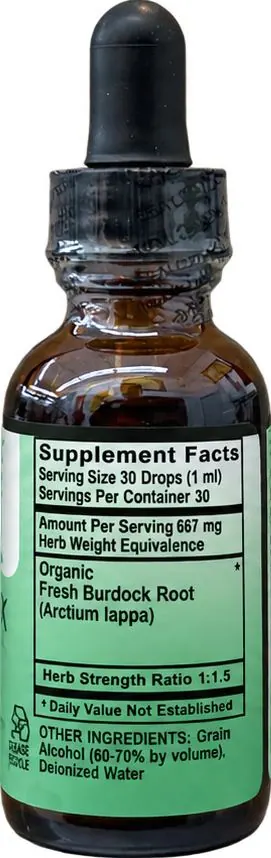 Supplement Facts
Serving Size 30 Drops (1 ml)
Servings Per Container 30
Amount Per Serving 667 mg
Herb Weight Equivalence
Organic *
Fresh Burdock Root
(Arctium lappa)
Herb Strength Ratio 1:1.5
† Daily Value Not Established
OTHER INGREDIENTS: Grain
Alcohol (60-70% by volume),
Deionized Water
PLEASE
RECYCLE